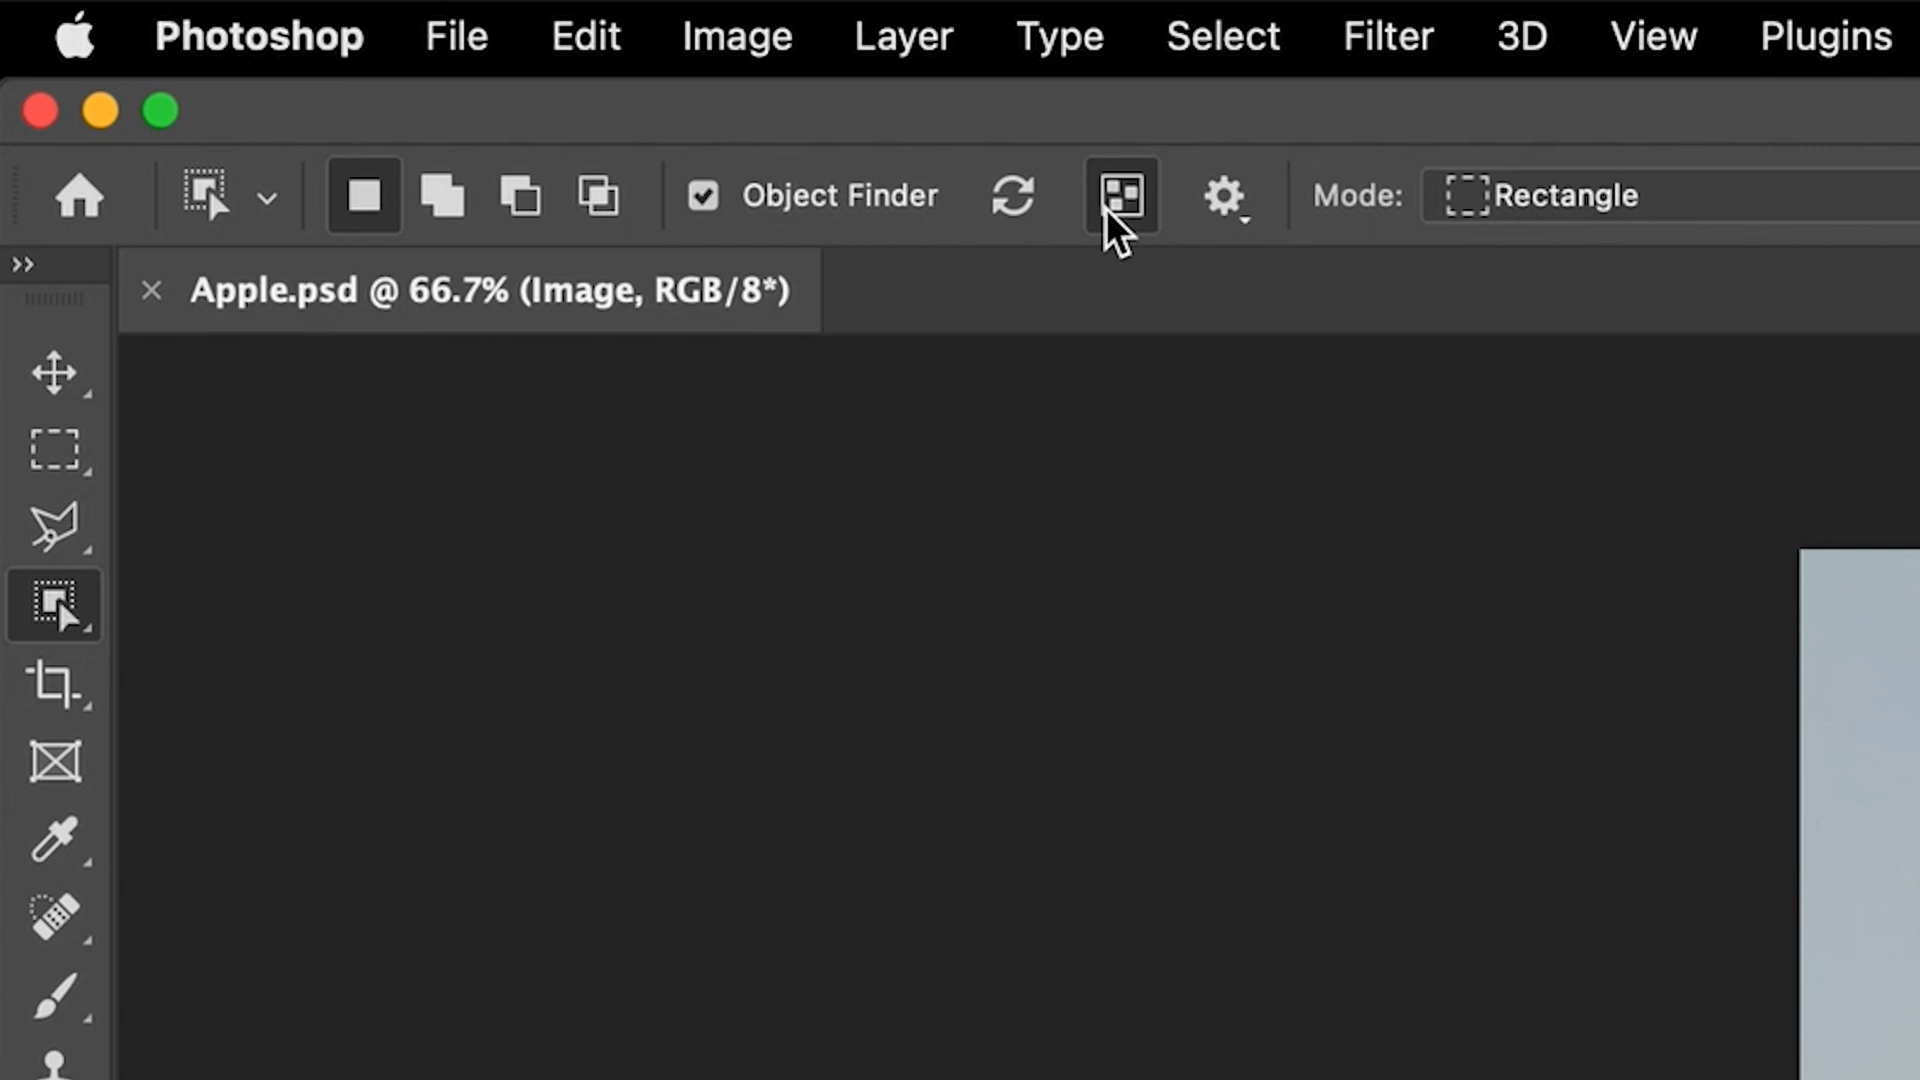 Photoshop File Edit Image Layer Type Select Filter 3D View Plugins
Object Finder Mode: Rectangle
Apple.psd @ 66.7% (Image, RGB/8*)